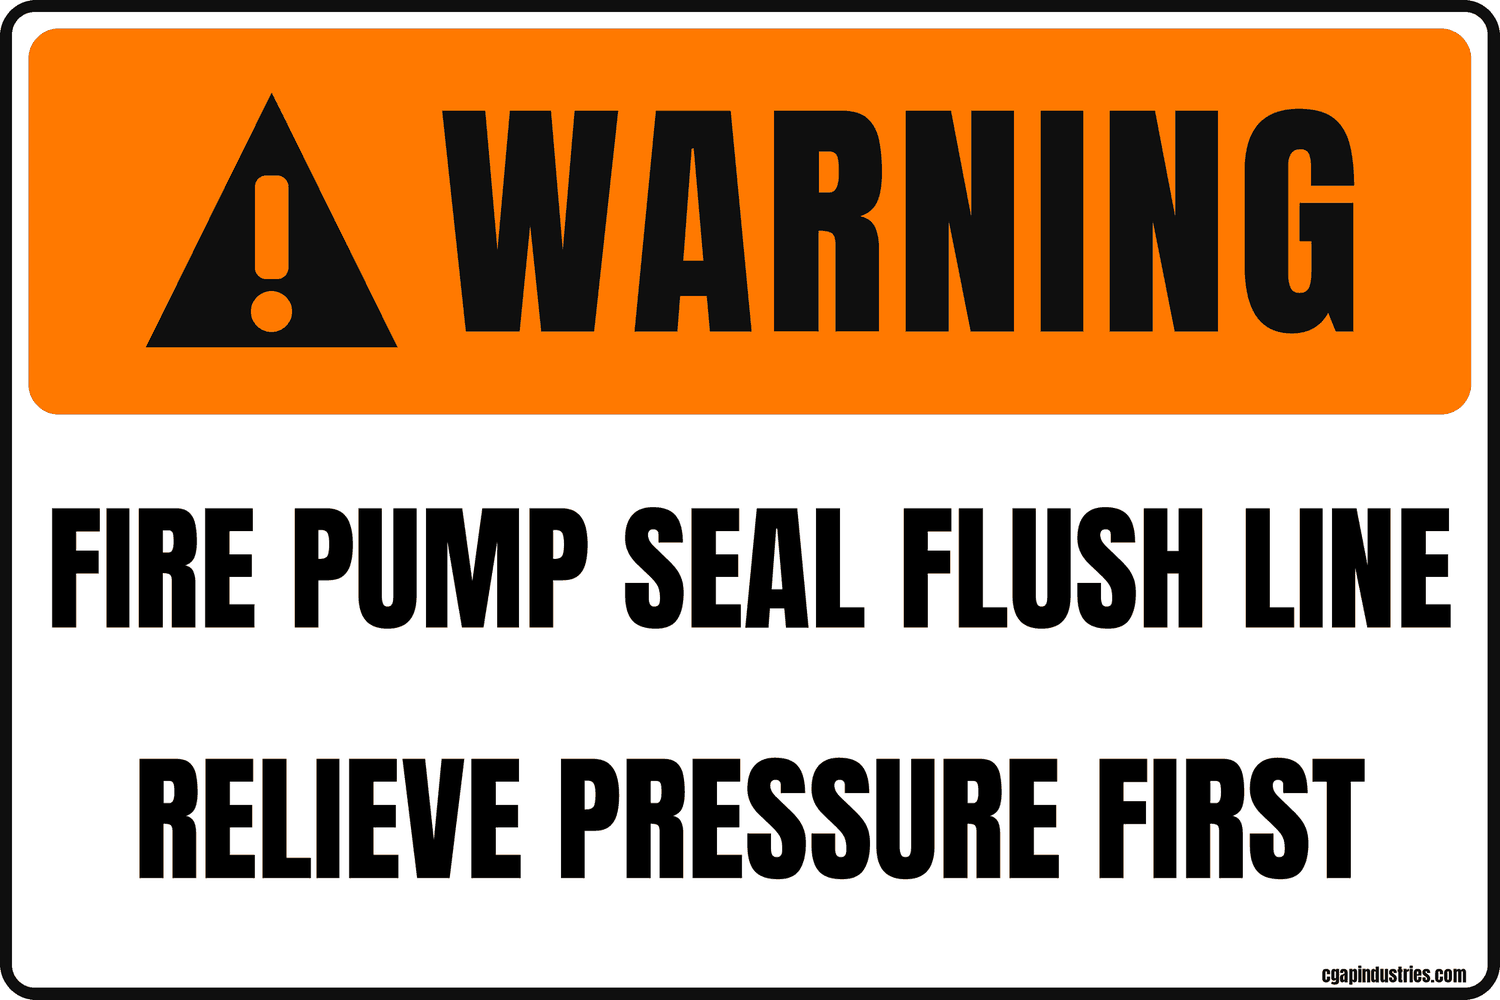 WARNING
FIRE PUMP SEAL FLUSH LINE
RELIEVE PRESSURE FIRST
cgapindustries.com